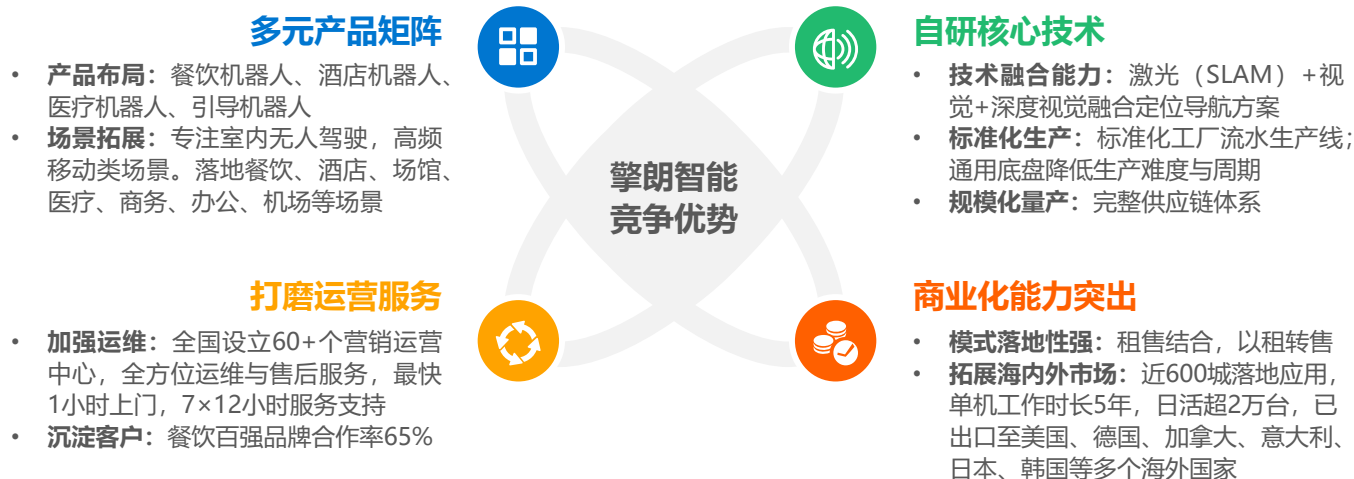 多元产品矩阵
• 产品布局：餐饮机器人、酒店机器人、
医疗机器人、引导机器人
• 场景拓展：专注室内无人驾驶，高频
移动类场景。落地餐饮、酒店、场馆、
医疗、商务、办公、机场等场景
自研核心技术
• 技术融合能力：激光（SLAM）+视
觉+深度视觉融合定位导航方案
• 标准化生产：标准化工厂流水生产线；
通用底盘降低生产难度与周期
• 规模化量产：完整供应链体系
擎朗智能
竞争优势
打磨运营服务
• 加强运维：全国设立60+个营销运营
中心，全方位运维与售后服务，最快
1小时上门，7×12小时服务支持
• 沉淀客户：餐饮百强品牌合作率65%
商业化能力突出
• 模式落地性强：租售结合，以租转售
• 拓展海内外市场：近600城落地应用，
单机工作时长5年，日活超2万台，已
出口至美国、德国、加拿大、意大利、
日本、韩国等多个海外国家